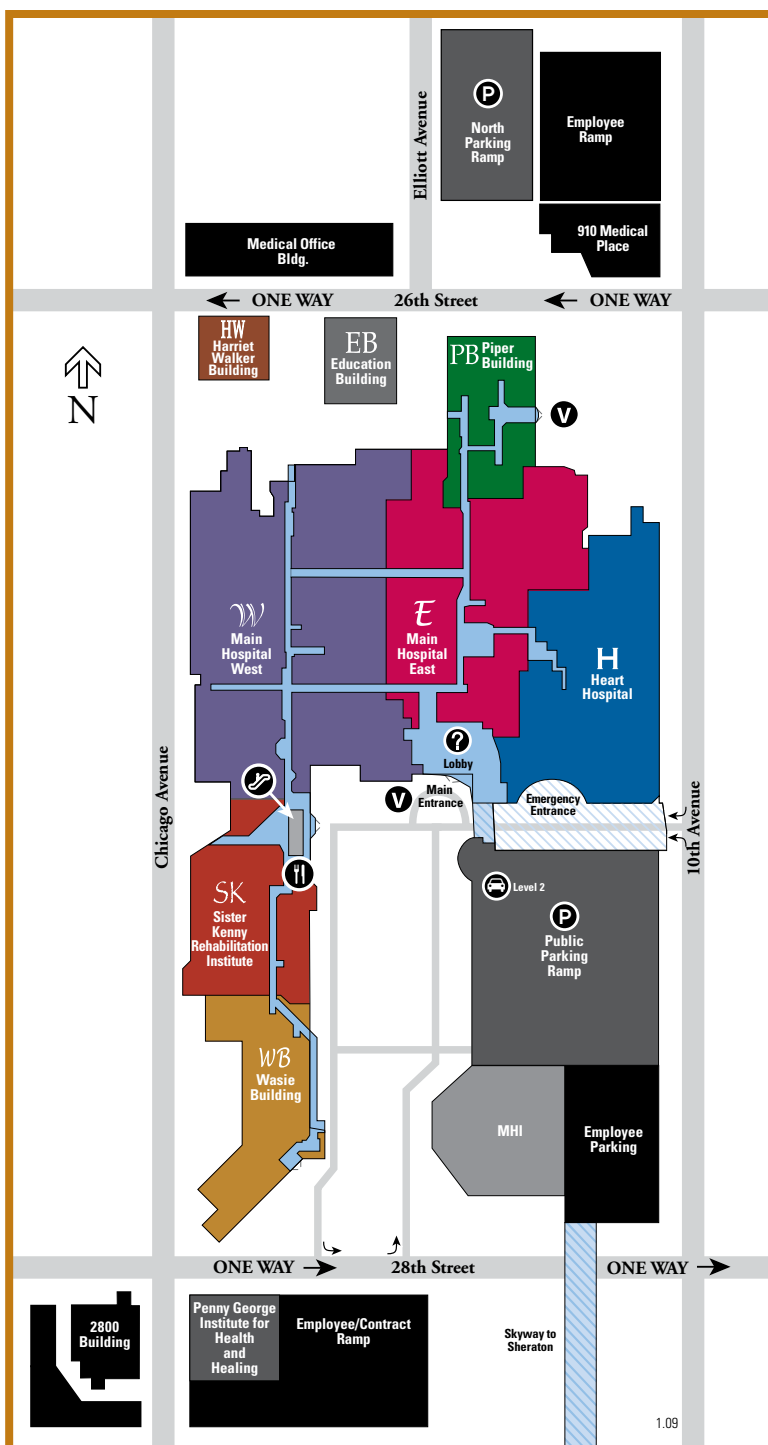 Elliott Avenue
P
North
Parking
Ramp
Employee
Ramp
910 Medical
Place
Medical Office
Bldg.
ONE WAY
26th Street
ONE WAY
N
HW
Harriet
Walker
Building
EB
Education
Building
PB Piper
Building
V
W
Main
Hospital
West
E
Main
Hospital
East
H
Heart
Hospital
?
Lobby
V
Main
Entrance
Emergency
Entrance
Chicago Avenue
10th Avenue
SK
Sister
Kenny
Rehabilitation
Institute
Level 2
P
Public
Parking
Ramp
WB
Wasie
Building
MHI
Employee
Parking
ONE WAY
28th Street
ONE WAY
2800
Building
Penny George
Institute for
Health
and
Healing
Employee/Contract
Ramp
Skyway to
Sheraton
1.09